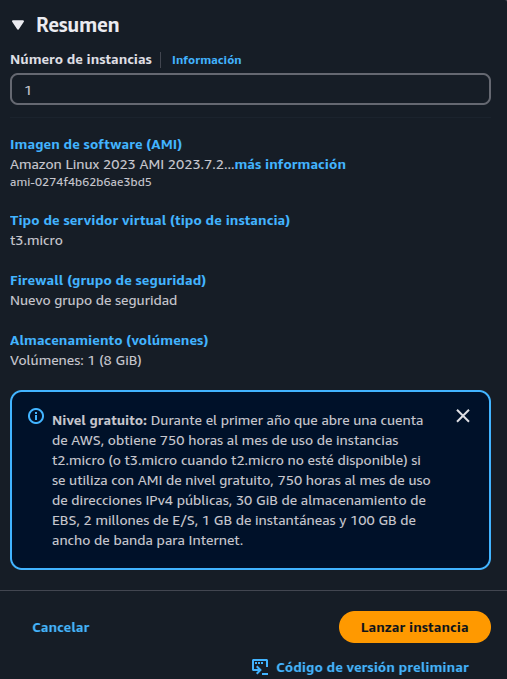 Resumen
Número de instancias | Información
1
Imagen de software (AMI)
Amazon Linux 2023 AMI 2023.7.2...más información
ami-0274f4b62b6ae3bd5
Tipo de servidor virtual (tipo de instancia)
t3.micro
Firewall (grupo de seguridad)
Nuevo grupo de seguridad
Almacenamiento (volúmenes)
Volúmenes: 1 (8 GiB)
Nivel gratuito: Durante el primer año que abre una cuenta
de AWS, obtiene 750 horas al mes de uso de instancias
t2.micro (o t3.micro cuando t2.micro no esté disponible) si
se utiliza con AMI de nivel gratuito, 750 horas al mes de uso
de direcciones IPv4 públicas, 30 GiB de almacenamiento de
EBS, 2 millones de E/S, 1 GB de instantáneas y 100 GB de
ancho de banda para Internet.
Cancelar
Lanzar instancia
Código de versión preliminar